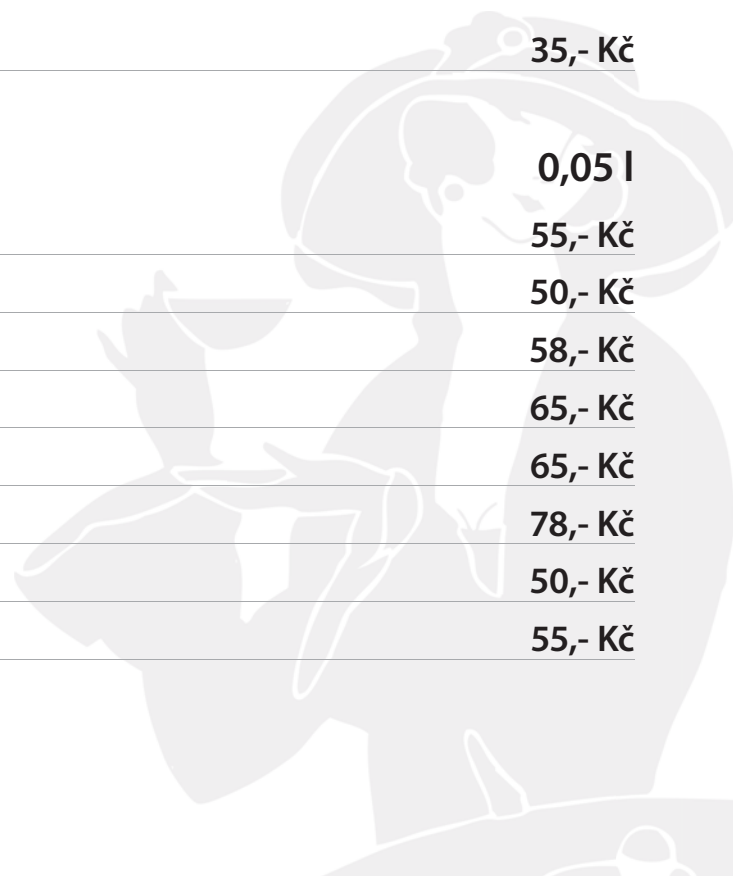 35,- Kč
0,05 l
55,- Kč
50,- Kč
58,- Kč
65,- Kč
65,- Kč
78,- Kč
50,- Kč
55,- Kč